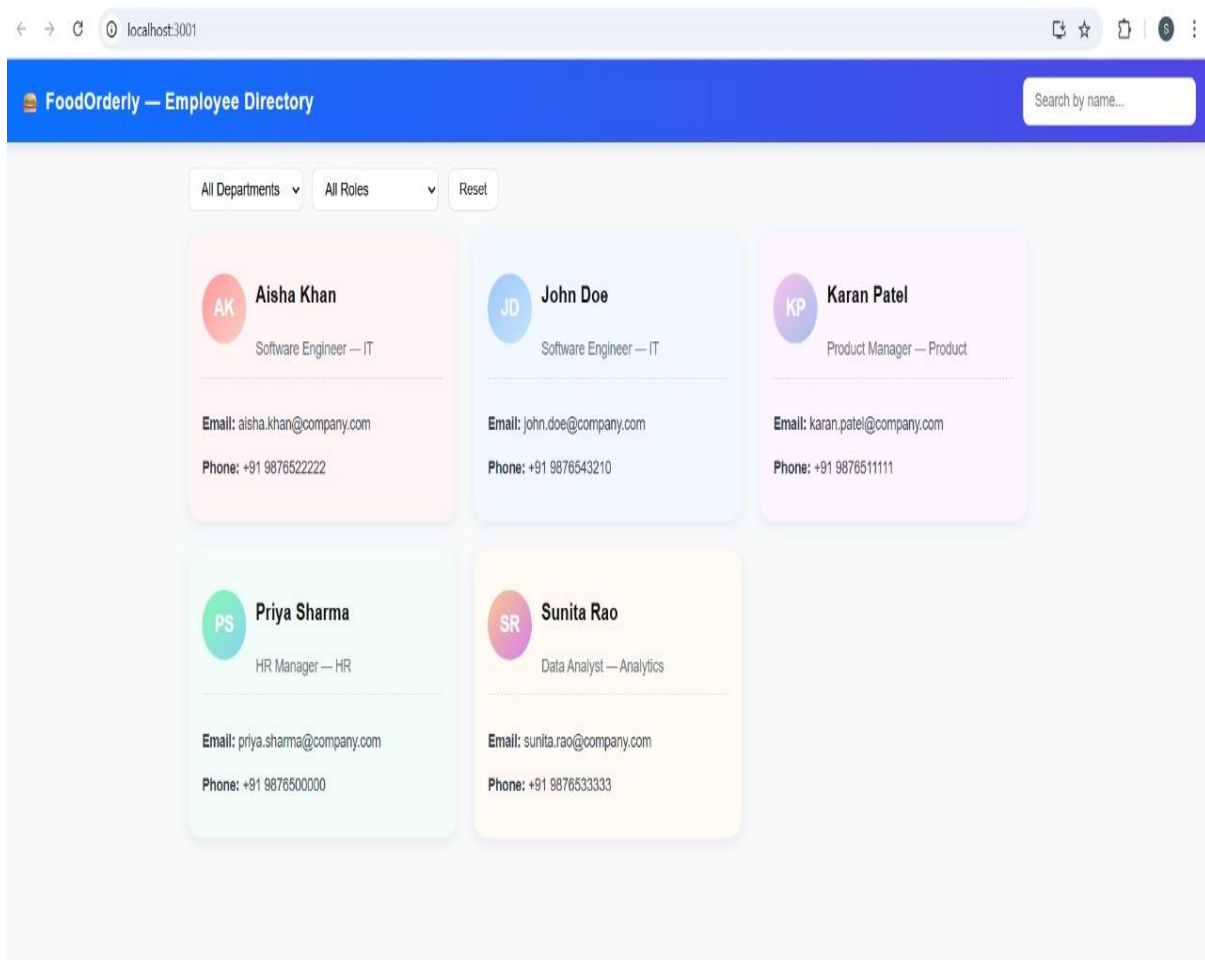 localhost:3001
S
🍔 FoodOrderly — Employee Directory
Search by name...
All Departments
All Roles
Reset
AK
Aisha Khan
Software Engineer — IT
Email: aisha.khan@company.com
Phone: +91 9876522222
JD
John Doe
Software Engineer — IT
Email: john.doe@company.com
Phone: +91 9876543210
KP
Karan Patel
Product Manager — Product
Email: karan.patel@company.com
Phone: +91 9876511111
PS
Priya Sharma
HR Manager — HR
Email: priya.sharma@company.com
Phone: +91 9876500000
SR
Sunita Rao
Data Analyst — Analytics
Email: sunita.rao@company.com
Phone: +91 9876533333